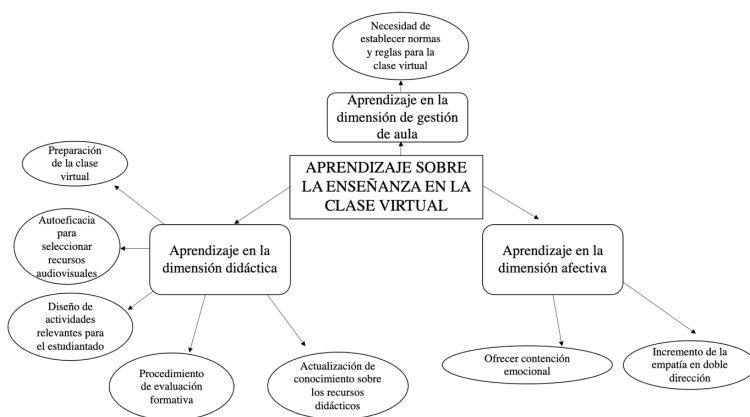 Necesidad de
establecer normas
y reglas para la
clase virtual
Aprendizaje en la
dimensión de gestión
de aula
APRENDIZAJE SOBRE
LA ENSEÑANZA EN LA
CLASE VIRTUAL
Preparación
de la clase
virtual
Autoeficacia
para
seleccionar
recursos
audiovisuales
Aprendizaje en la
dimensión didáctica
Diseño de
actividades
relevantes para
el estudiantado
Procedimiento
de evaluación
formativa
Actualización de
conocimiento sobre
los recursos
didácticos
Aprendizaje en la
dimensión afectiva
Ofrecer contención
emocional
Incremento de la
empatía en doble
dirección